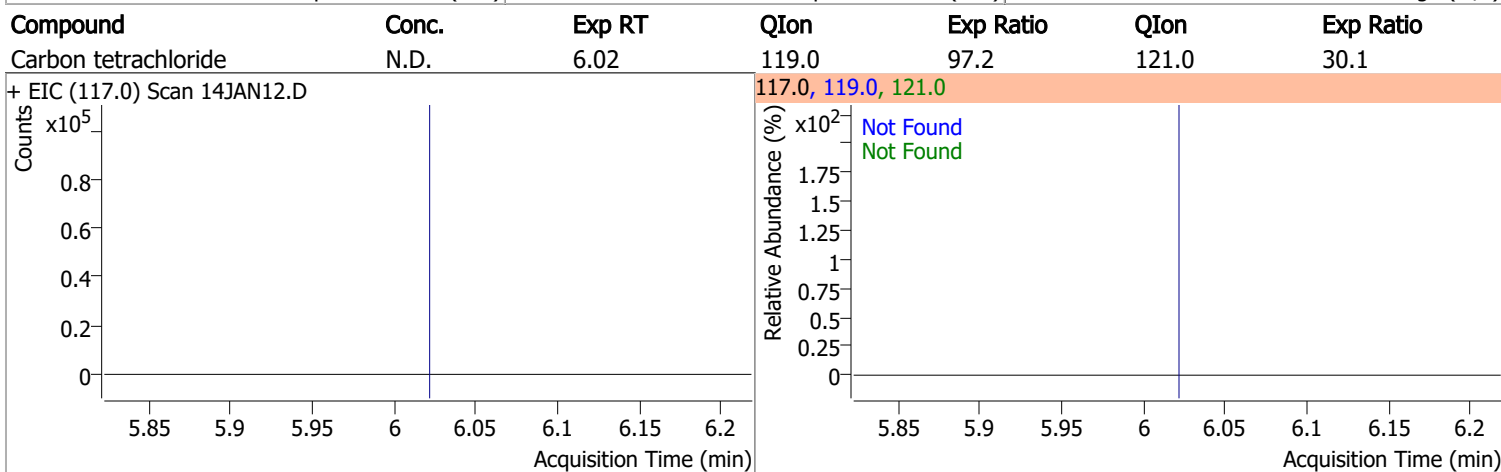 Compound Conc. Exp RT QIon Exp Ratio QIon Exp Ratio
Carbon tetrachloride N.D. 6.02 119.0 97.2 121.0 30.1
+ EIC (117.0) Scan 14JAN12.D
Counts
x10⁵
0.8
0.6
0.4
0.2
0
5.85 5.9 5.95 6 6.05 6.1 6.15 6.2
Acquisition Time (min)
117.0, 119.0, 121.0
Relative Abundance (%)
x10²
Not Found
Not Found
1.75
1.5
1.25
1
0.75
0.5
0.25
0
5.85 5.9 5.95 6 6.05 6.1 6.15 6.2
Acquisition Time (min)